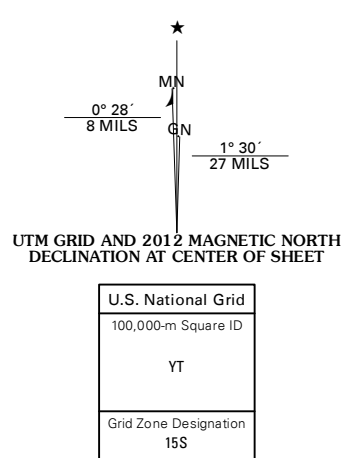 ★
MN
0° 28´
8 MILS
GN
1° 30´
27 MILS
UTM GRID AND 2012 MAGNETIC NORTH
DECLINATION AT CENTER OF SHEET
U.S. National Grid
100,000-m Square ID
YT
Grid Zone Designation
15S